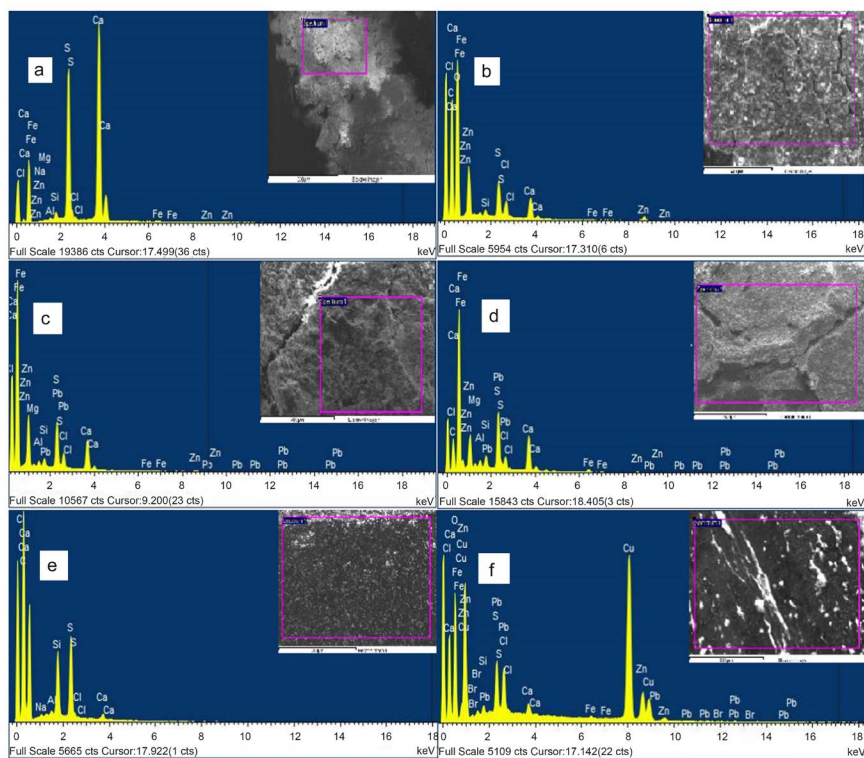 a
Ca
S
S
Ca
Ca
Fe
Fe
Ca
Mg
Cl
Na
Zn
Zn
Zn
Al
Si
Cl
Cl
Fe Fe Zn Zn
Spectrum1
0 2 4 6 8 10 12 14 16 18
Full Scale 19386 cts Cursor:17.499(36 cts) keV
b
Ca
Fe
Cl
Fe
O
C
Ca
Zn
Zn
Zn
Si
S
S
Cl
Cl
Ca
Ca
Fe Fe Zn Zn
0 2 4 6 8 10 12 14 16 18
Full Scale 5954 cts Cursor:17.310(6 cts) keV
c
Fe
Fe
Ca
Ca
Cl
Zn
Zn
Mg
Al
Si
Pb
S
Pb
Pb
S
Cl
Cl
Ca
Ca
Fe Fe Zn Zn
Pb Pb Pb Pb Pb
Pb Pb
Spectrum1
2 4 6 8 10 12 14 16 18
Full Scale 10567 cts Cursor:9.200(23 cts) keV
d
Fe
Ca
Fe
Ca
Cl
Zn
Zn
Mg
Al
Si
Pb
Pb
S
S
Pb
Cl
Cl
Ca
Ca
Fe Fe Zn Zn
Pb Pb Pb Pb Pb
Pb Pb
0 2 4 6 8 10 12 14 16 18
Full Scale 15843 cts Cursor:18.405(3 cts) keV
e
Ca
Ca
C
Na
Al
Si
S
S
Cl
Cl
Ca
Ca
0 2 4 6 8 10 12 14 16 18
Full Scale 5665 cts Cursor:17.922(1 cts) keV
f
O
Ca
Zn
Cl
Cu
Cu
Fe
Fe
Zn
Ca
Zn
Cu
Br
Br
Si
Pb
Pb
S
S
Pb
Cl
Cl
Ca
Ca
Fe Fe
Cu
Zn
Cu
Pb
Zn
Pb Pb Br Pb Br Pb
Pb Pb
0 2 4 6 8 10 12 14 16 18
Full Scale 5109 cts Cursor:17.142(22 cts) keV